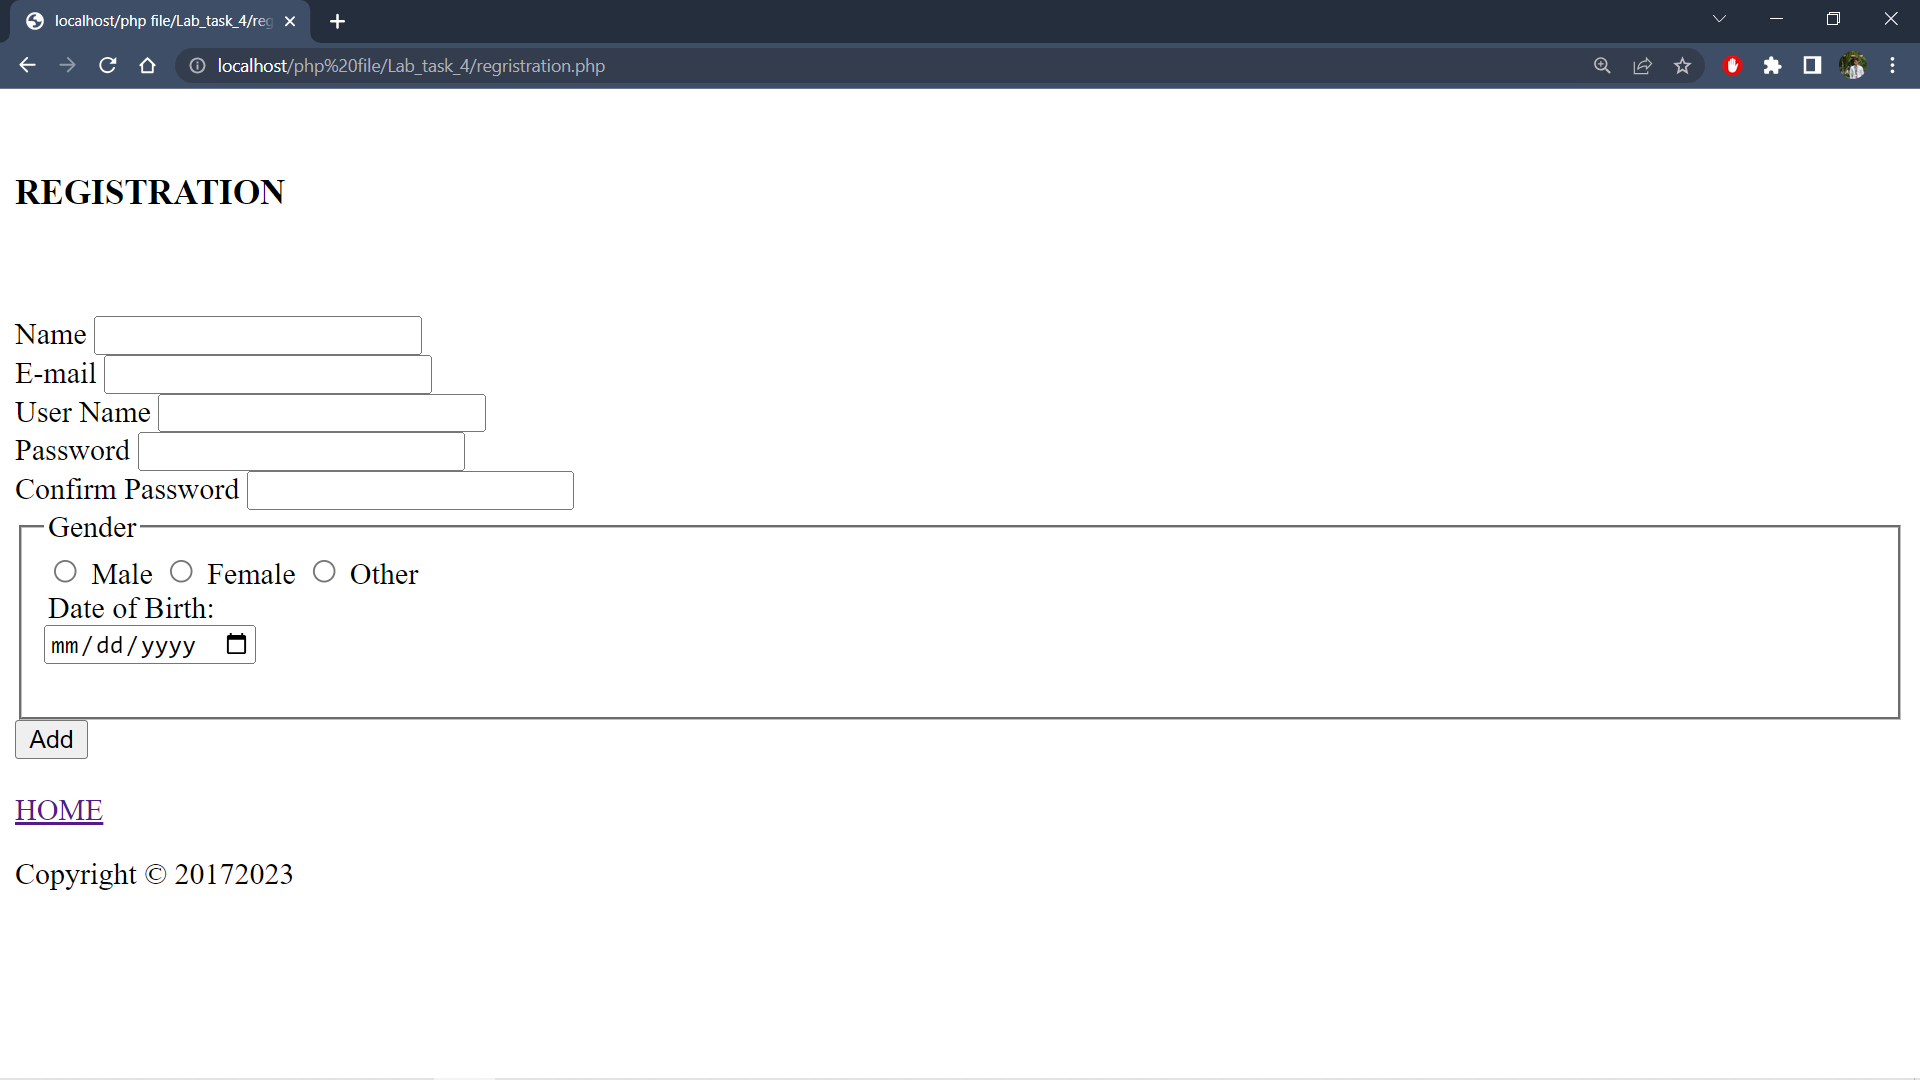 localhost/php file/Lab_task_4/reg
localhost/php%20file/Lab_task_4/regristration.php
REGISTRATION
Name
E-mail
User Name
Password
Confirm Password
Gender
Male Female Other
Date of Birth:
mm/dd/yyyy
Add
HOME
Copyright © 20172023